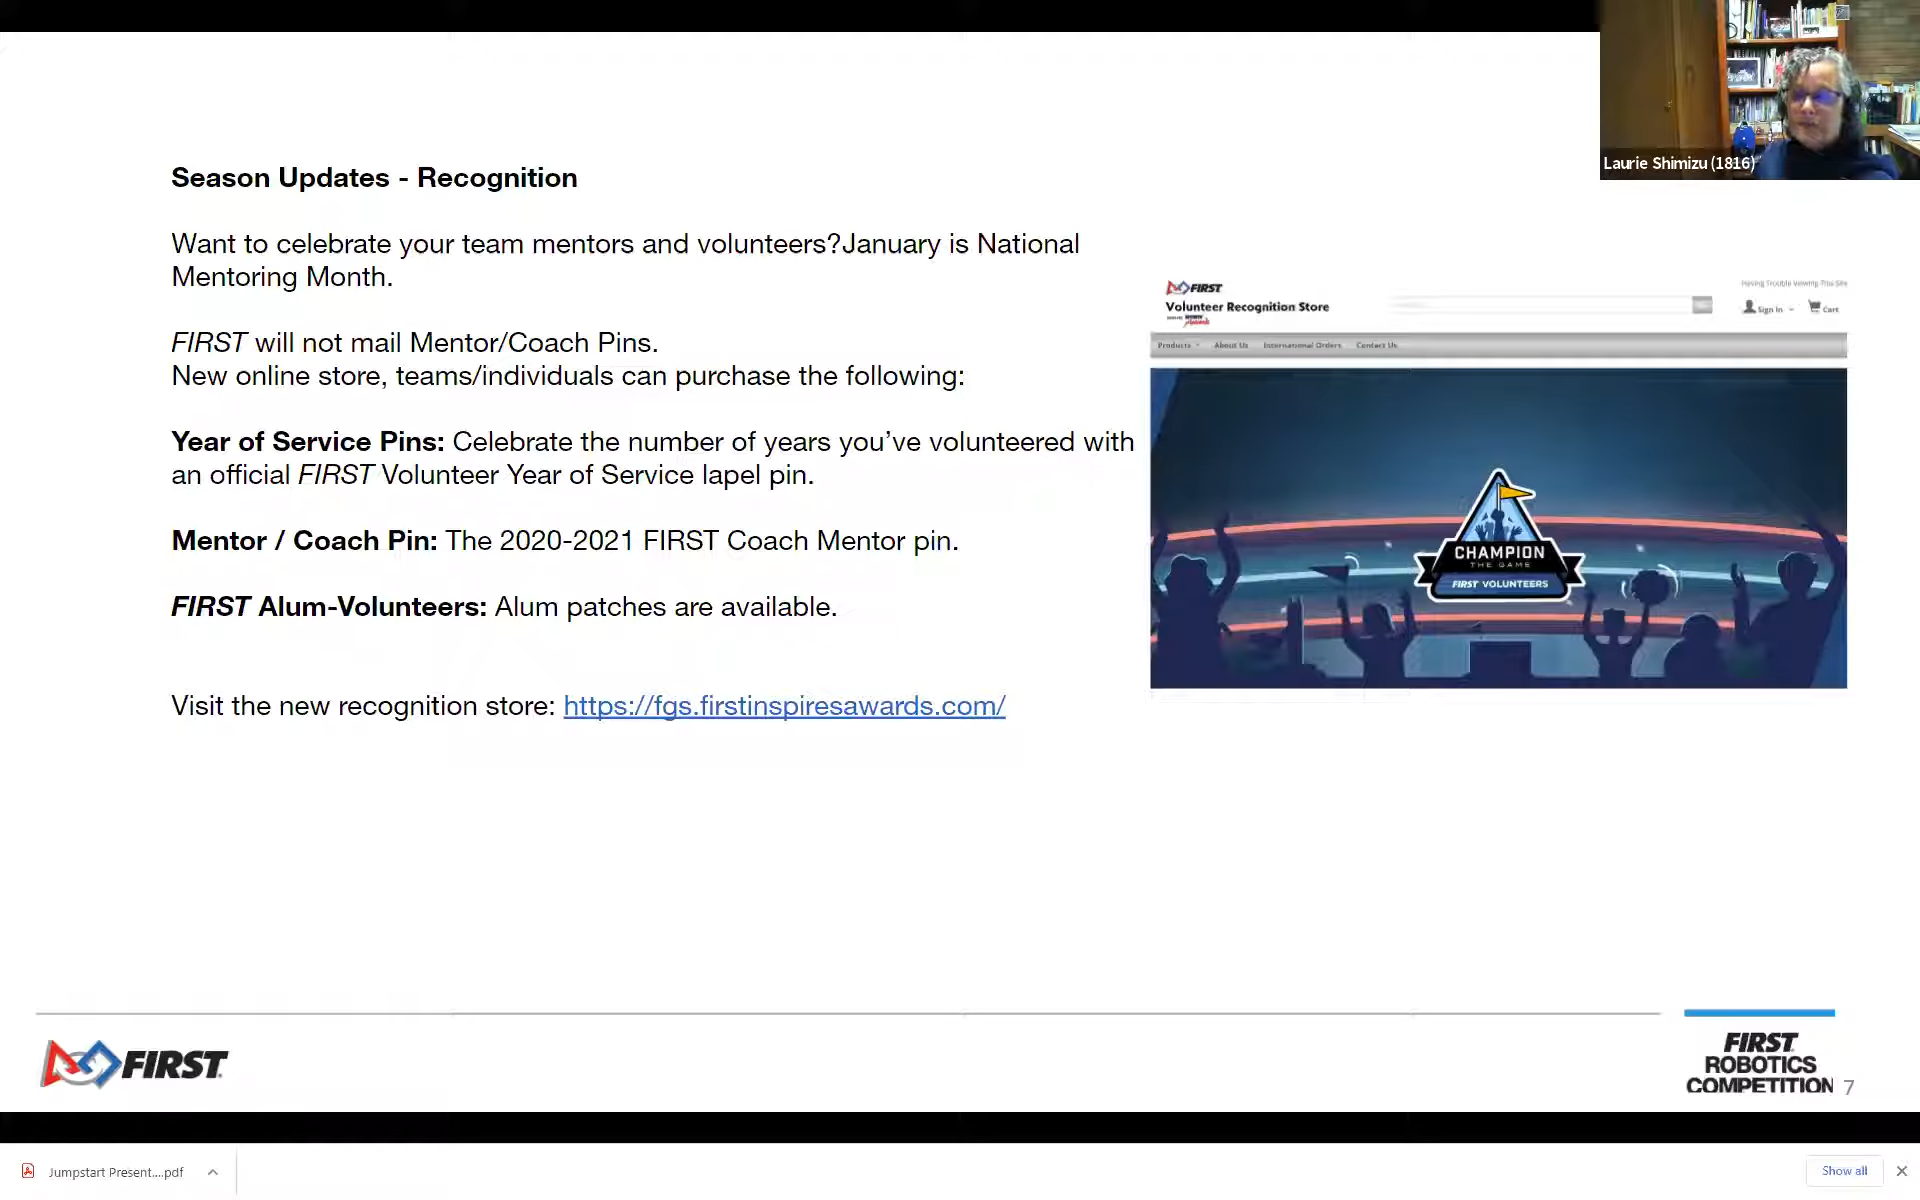 Laurie Shimizu (1816)
Season Updates - Recognition
Want to celebrate your team mentors and volunteers?January is National
Mentoring Month.
FIRST will not mail Mentor/Coach Pins.
New online store, teams/individuals can purchase the following:
Year of Service Pins: Celebrate the number of years you’ve volunteered with
an official FIRST Volunteer Year of Service lapel pin.
Mentor / Coach Pin: The 2020-2021 FIRST Coach Mentor pin.
FIRST Alum-Volunteers: Alum patches are available.
Visit the new recognition store: https://fgs.firstinspiresawards.com/
Having Trouble Viewing This Site
FIRST
Volunteer Recognition Store
Sign In
Cart
Products About Us International Orders Contact Us
CHAMPION
THE GAME
FIRST VOLUNTEERS
FIRST
FIRST
ROBOTICS
COMPETITION 7
Jumpstart Present....pdf
Show all